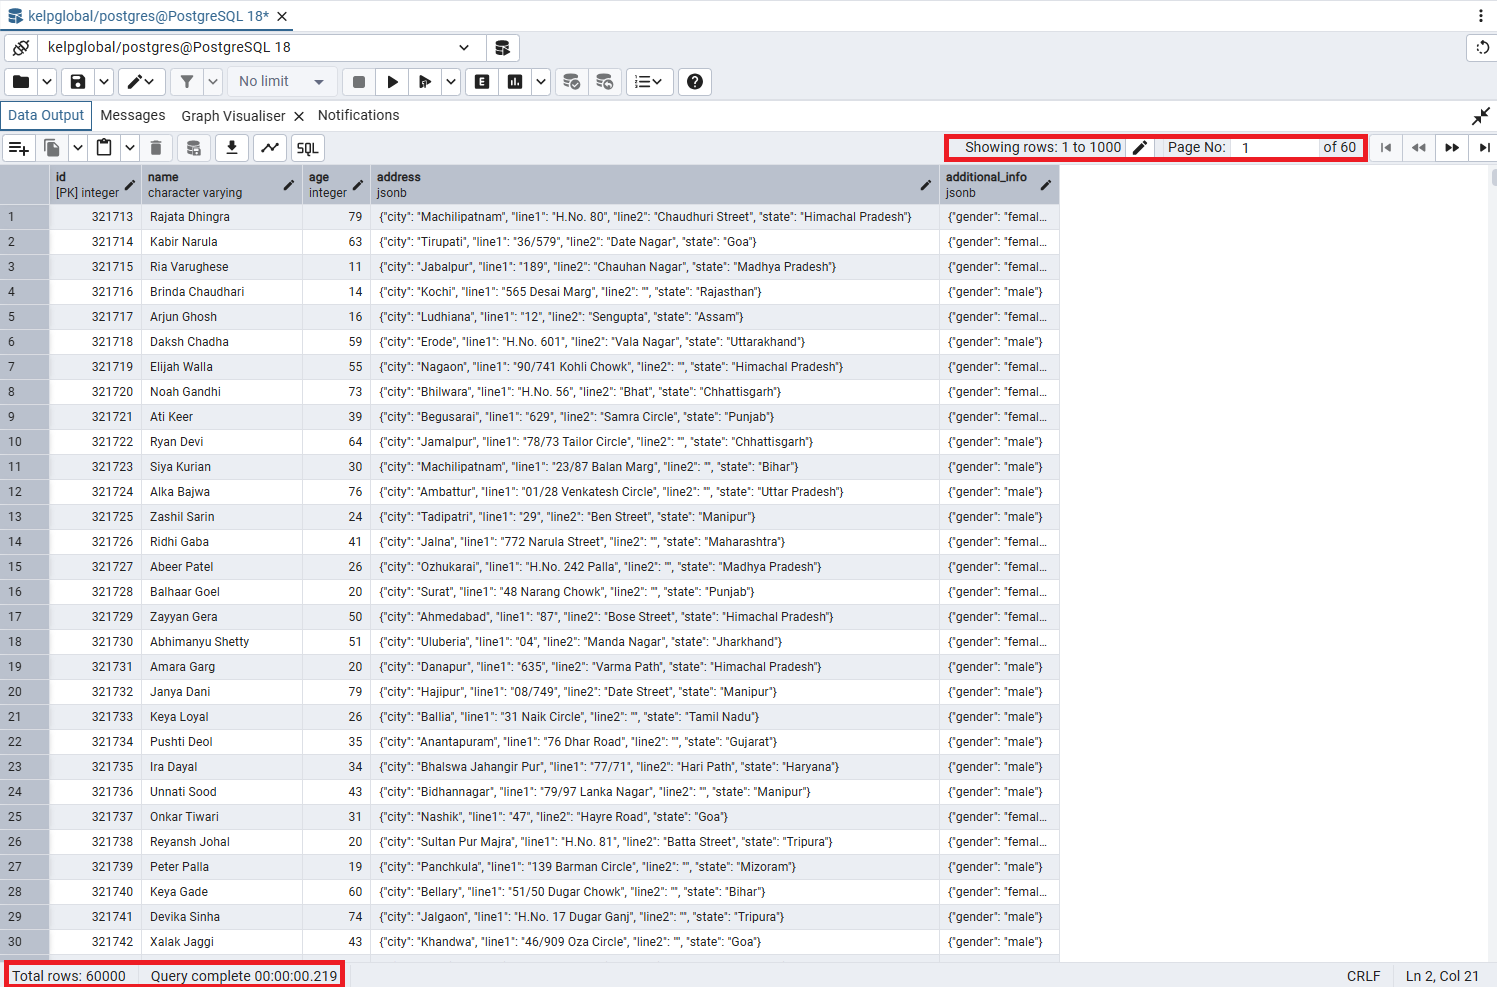 kelpglobal/postgres@PostgreSQL 18*
kelpglobal/postgres@PostgreSQL 18
No limit
E
Data Output Messages Graph Visualiser Notifications
SQL Showing rows: 1 to 1000 Page No: 1 of 60
id name age address additional_info
[PK] integer character varying integer jsonb jsonb
1 321713 Rajata Dhingra 79 {"city": "Machilipatnam", "line1": "H.No. 80", "line2": "Chaudhuri Street", "state": "Himachal Pradesh"} {"gender": "femal...
2 321714 Kabir Narula 63 {"city": "Tirupati", "line1": "36/579", "line2": "Date Nagar", "state": "Goa"} {"gender": "femal...
3 321715 Ria Varughese 11 {"city": "Jabalpur", "line1": "189", "line2": "Chauhan Nagar", "state": "Madhya Pradesh"} {"gender": "femal...
4 321716 Brinda Chaudhari 14 {"city": "Kochi", "line1": "565 Desai Marg", "line2": "", "state": "Rajasthan"} {"gender": "male"}
5 321717 Arjun Ghosh 16 {"city": "Ludhiana", "line1": "12", "line2": "Sengupta", "state": "Assam"} {"gender": "femal...
6 321718 Daksh Chadha 59 {"city": "Erode", "line1": "H.No. 601", "line2": "Vala Nagar", "state": "Uttarakhand"} {"gender": "male"}
7 321719 Elijah Walla 55 {"city": "Nagaon", "line1": "90/741 Kohli Chowk", "line2": "", "state": "Himachal Pradesh"} {"gender": "femal...
8 321720 Noah Gandhi 73 {"city": "Bhilwara", "line1": "H.No. 56", "line2": "Bhat", "state": "Chhattisgarh"} {"gender": "femal...
9 321721 Ati Keer 39 {"city": "Begusarai", "line1": "629", "line2": "Samra Circle", "state": "Punjab"} {"gender": "femal...
10 321722 Ryan Devi 64 {"city": "Jamalpur", "line1": "78/73 Tailor Circle", "line2": "", "state": "Chhattisgarh"} {"gender": "male"}
11 321723 Siya Kurian 30 {"city": "Machilipatnam", "line1": "23/87 Balan Marg", "line2": "", "state": "Bihar"} {"gender": "male"}
12 321724 Alka Bajwa 76 {"city": "Ambattur", "line1": "01/28 Venkatesh Circle", "line2": "", "state": "Uttar Pradesh"} {"gender": "male"}
13 321725 Zashil Sarin 24 {"city": "Tadipatri", "line1": "29", "line2": "Ben Street", "state": "Manipur"} {"gender": "male"}
14 321726 Ridhi Gaba 41 {"city": "Jalna", "line1": "772 Narula Street", "line2": "", "state": "Maharashtra"} {"gender": "femal...
15 321727 Abeer Patel 26 {"city": "Ozhukarai", "line1": "H.No. 242 Palla", "line2": "", "state": "Madhya Pradesh"} {"gender": "femal...
16 321728 Balhaar Goel 20 {"city": "Surat", "line1": "48 Narang Chowk", "line2": "", "state": "Punjab"} {"gender": "male"}
17 321729 Zayyan Gera 50 {"city": "Ahmedabad", "line1": "87", "line2": "Bose Street", "state": "Himachal Pradesh"} {"gender": "femal...
18 321730 Abhimanyu Shetty 51 {"city": "Uluberia", "line1": "04", "line2": "Manda Nagar", "state": "Jharkhand"} {"gender": "femal...
19 321731 Amara Garg 20 {"city": "Danapur", "line1": "635", "line2": "Varma Path", "state": "Himachal Pradesh"} {"gender": "male"}
20 321732 Janya Dani 79 {"city": "Hajipur", "line1": "08/749", "line2": "Date Street", "state": "Manipur"} {"gender": "male"}
21 321733 Keya Loyal 26 {"city": "Ballia", "line1": "31 Naik Circle", "line2": "", "state": "Tamil Nadu"} {"gender": "male"}
22 321734 Pushti Deol 35 {"city": "Anantapuram", "line1": "76 Dhar Road", "line2": "", "state": "Gujarat"} {"gender": "male"}
23 321735 Ira Dayal 34 {"city": "Bhalswa Jahangir Pur", "line1": "77/71", "line2": "Hari Path", "state": "Haryana"} {"gender": "male"}
24 321736 Unnati Sood 43 {"city": "Bidhannagar", "line1": "79/97 Lanka Nagar", "line2": "", "state": "Manipur"} {"gender": "male"}
25 321737 Onkar Tiwari 31 {"city": "Nashik", "line1": "47", "line2": "Hayre Road", "state": "Goa"} {"gender": "femal...
26 321738 Reyansh Johal 20 {"city": "Sultan Pur Majra", "line1": "H.No. 81", "line2": "Batta Street", "state": "Tripura"} {"gender": "femal...
27 321739 Peter Palla 19 {"city": "Panchkula", "line1": "139 Barman Circle", "line2": "", "state": "Mizoram"} {"gender": "male"}
28 321740 Keya Gade 60 {"city": "Bellary", "line1": "51/50 Dugar Chowk", "line2": "", "state": "Bihar"} {"gender": "femal...
29 321741 Devika Sinha 74 {"city": "Jalgaon", "line1": "H.No. 17 Dugar Ganj", "line2": "", "state": "Tripura"} {"gender": "male"}
30 321742 Xalak Jaggi 43 {"city": "Khandwa", "line1": "46/909 Oza Circle", "line2": "", "state": "Goa"} {"gender": "male"}
Total rows: 60000 Query complete 00:00:00.219 CRLF Ln 2, Col 21